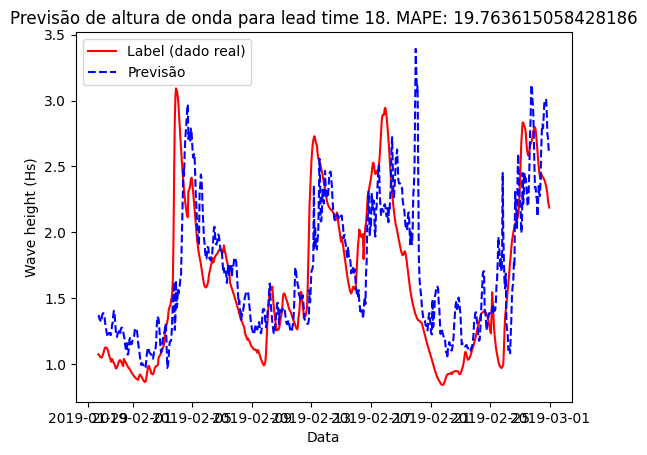 Previsão de altura de onda para lead time 18. MAPE: 19.763615058428186
Label (dado real)
Previsão
3.5
3.0
2.5
2.0
1.5
1.0
Wave height (Hs)
2019-01-29 2019-02-01 2019-02-05 2019-02-09 2019-02-13 2019-02-17 2019-02-21 2019-02-25 2019-03-01
Data